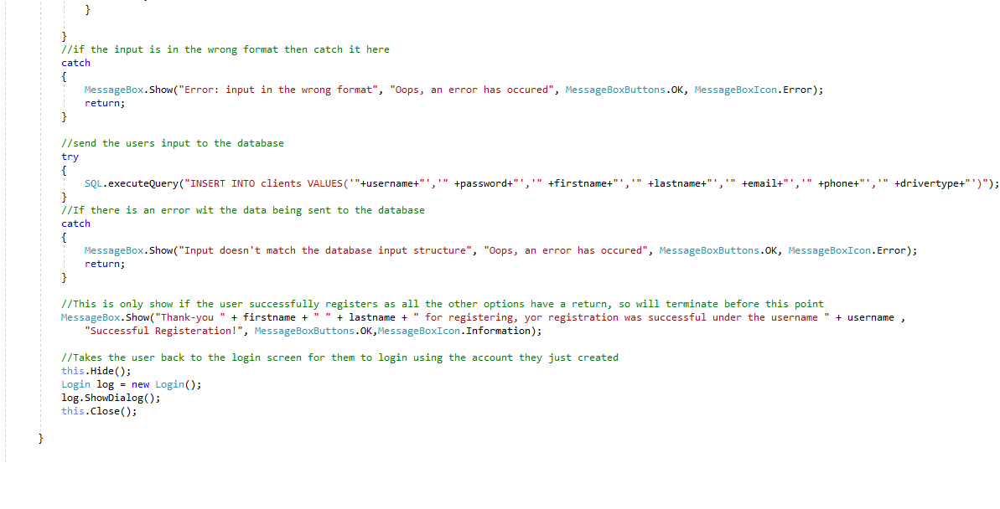 }
}
//if the input is in the wrong format then catch it here
catch
{
MessageBox.Show("Error: input in the wrong format", "Oops, an error has occured", MessageBoxButtons.OK, MessageBoxIcon.Error);
return;
}
//send the users input to the database
try
{
SQL.executeQuery("INSERT INTO clients VALUES('"+username+"','" +password+"','" +firstname+"','" +lastname+"','" +email+"','" +phone+"','" +drivertype+"')");
}
//If there is an error wit the data being sent to the database
catch
{
MessageBox.Show("Input doesn't match the database input structure", "Oops, an error has occured", MessageBoxButtons.OK, MessageBoxIcon.Error);
return;
}
//This is only show if the user successfully registers as all the other options have a return, so will terminate before this point
MessageBox.Show("Thank-you " + firstname + " " + lastname + " for registering, yor registration was successful under the username " + username ,
"Successful Registeration!", MessageBoxButtons.OK,MessageBoxIcon.Information);
//Takes the user back to the login screen for them to login using the account they just created
this.Hide();
Login log = new Login();
log.ShowDialog();
this.Close();
}